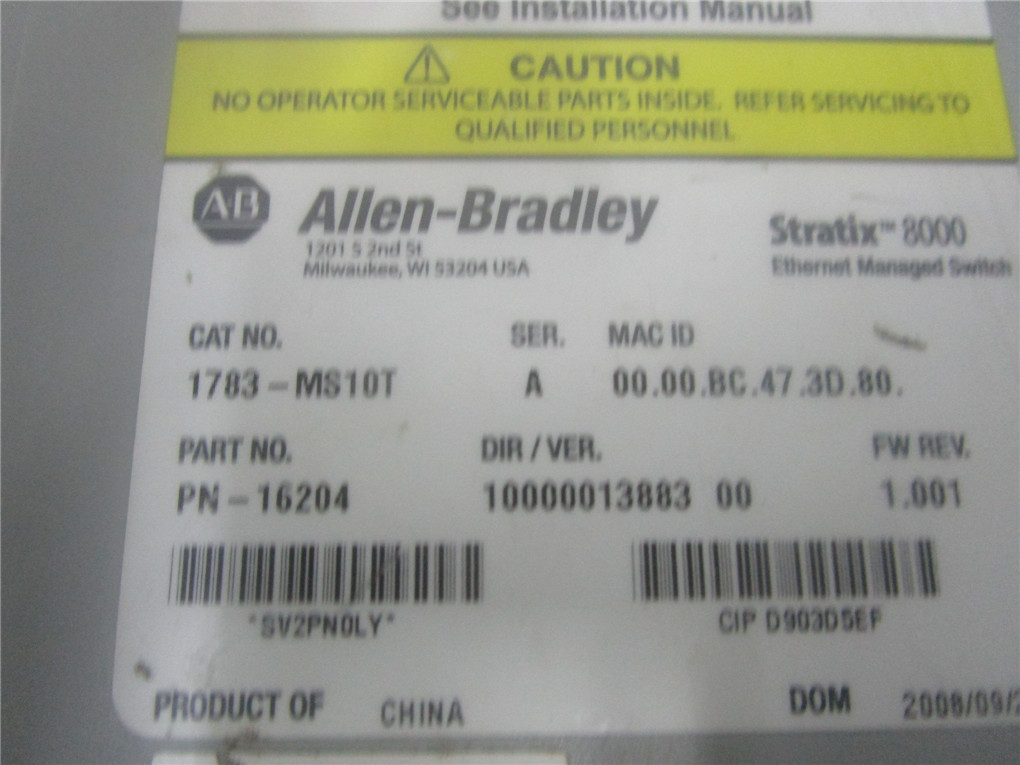 See Installation Manual
CAUTION
NO OPERATOR SERVICEABLE PARTS INSIDE. REFER SERVICING TO
QUALIFIED PERSONNEL
AB Allen-Bradley
1201 S 2nd St
Milwaukee, WI 53204 USA
Stratix™ 8000
Ethernet Managed Switch
CAT NO. SER. MAC ID
1783-MS10T A 00.00.BC.47.3D.80.
PART NO. DIR / VER. FW REV.
PN-16204 10000013883 00 1.001
*SV2PN0LY* CIP D903D5EF
PRODUCT OF CHINA DOM 2008/09/2